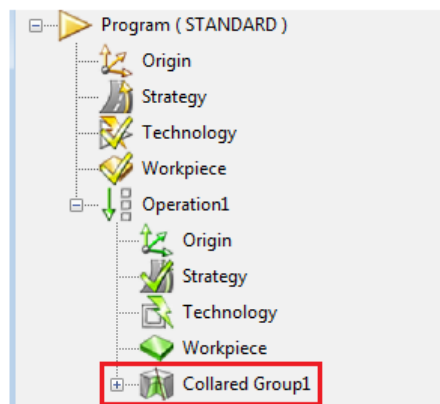 Program ( STANDARD )
Origin
Strategy
Technology
Workpiece
Operation1
Origin
Strategy
Technology
Workpiece
Collared Group1